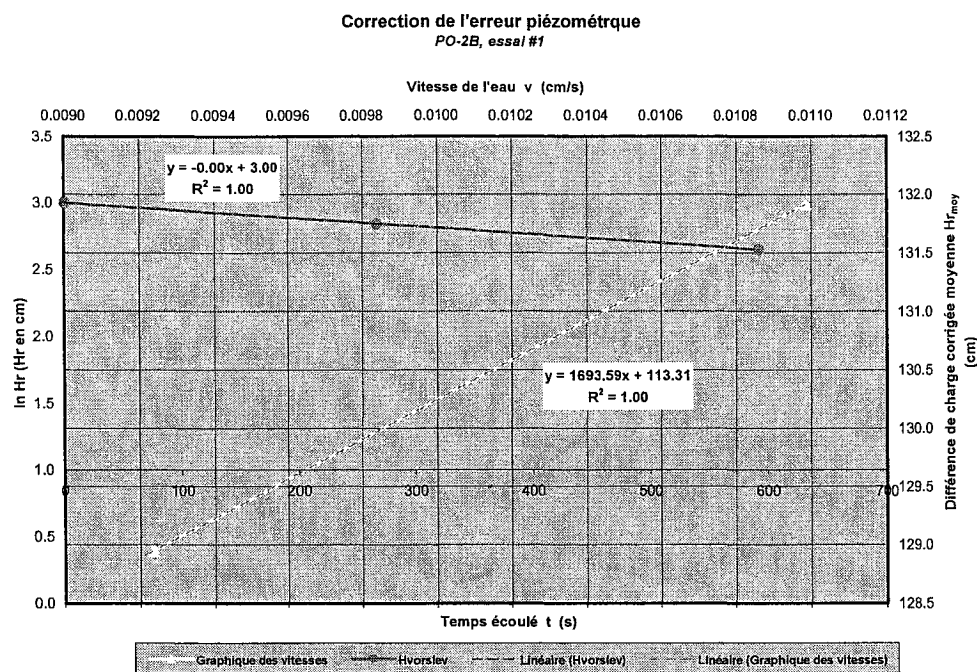 Correction de l'erreur piézométrque
PO-2B, essai #1
Vitesse de l'eau v (cm/s)
0.0090 0.0092 0.0094 0.0096 0.0098 0.0100 0.0102 0.0104 0.0106 0.0108 0.0110 0.0112
3.5
3.0
2.5
2.0
1.5
1.0
0.5
0.0
ln Hr (Hr en cm)
y = -0.00x + 3.00
R² = 1.00
y = 1693.59x + 113.31
R² = 1.00
132.5
132.0
131.5
131.0
130.5
130.0
129.5
129.0
128.5
Différence de charge corrigée moyenne Hrmoy
(cm)
0 100 200 300 400 500 600 700
Temps écoulé t (s)
Graphique des vitesses Hvorslev Linéaire (Hvorslev) Linéaire (Graphique des vitesses)